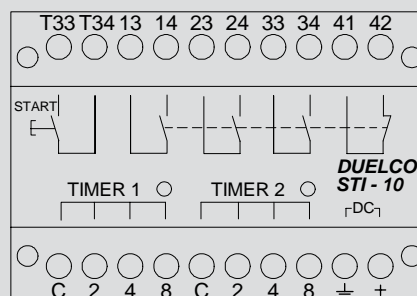 T33 T34 13 14 23 24 33 34 41 42
START
DUELCO
TIMER 1 TIMER 2 STI - 10
DC
C 2 4 8 C 2 4 8 +